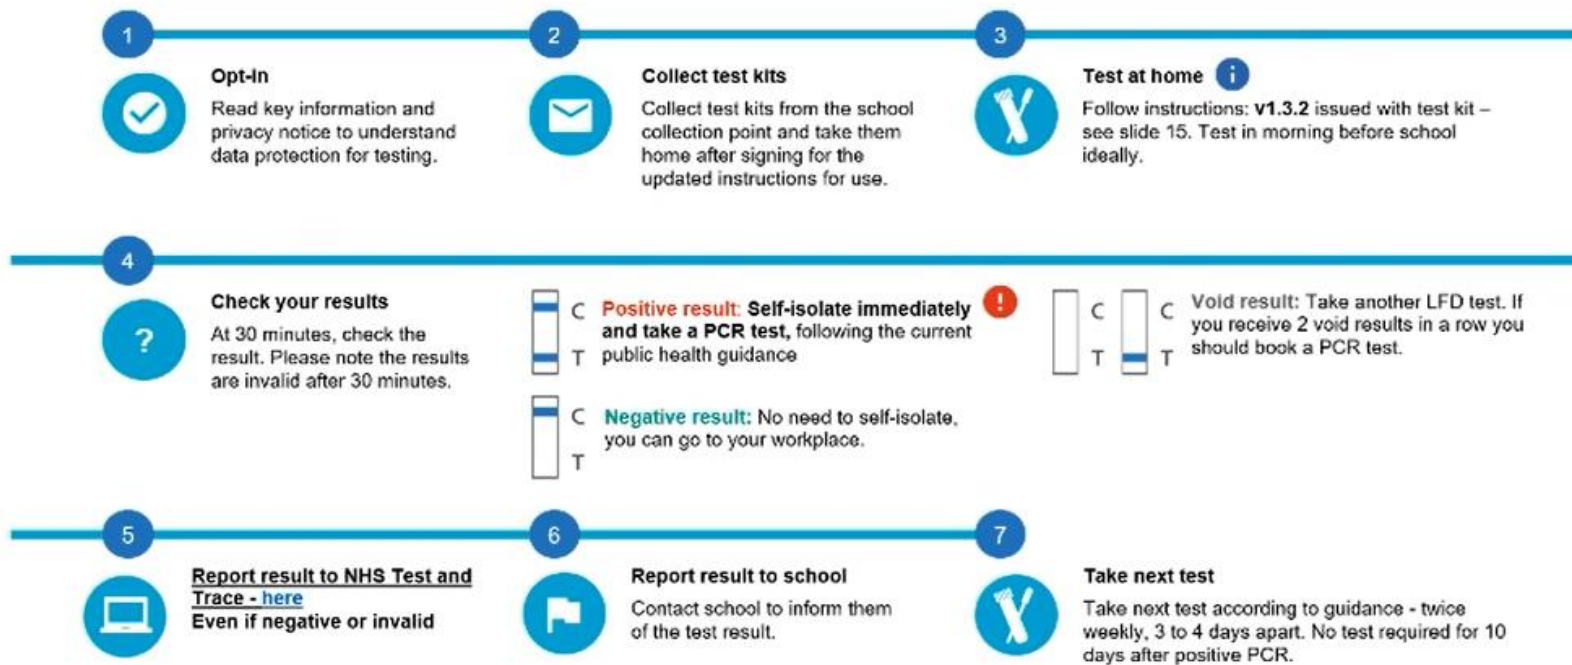 1
2
3
Opt-in
Read key information and
privacy notice to understand
data protection for testing.
Collect test kits
Collect test kits from the school
collection point and take them
home after signing for the
updated instructions for use.
Test at home i
Follow instructions: v1.3.2 issued with test kit –
see slide 15. Test in morning before school
ideally.
4
?
Check your results
At 30 minutes, check the
result. Please note the results
are invalid after 30 minutes.
C
T
Positive result: Self-isolate immediately !
and take a PCR test, following the current
public health guidance
C
T
Negative result: No need to self-isolate,
you can go to your workplace.
C
T
C
T
Void result: Take another LFD test. If
you receive 2 void results in a row you
should book a PCR test.
5
6
7
Report result to NHS Test and
Trace - here
Even if negative or invalid
Report result to school
Contact school to inform them
of the test result.
Take next test
Take next test according to guidance - twice
weekly, 3 to 4 days apart. No test required for 10
days after positive PCR.